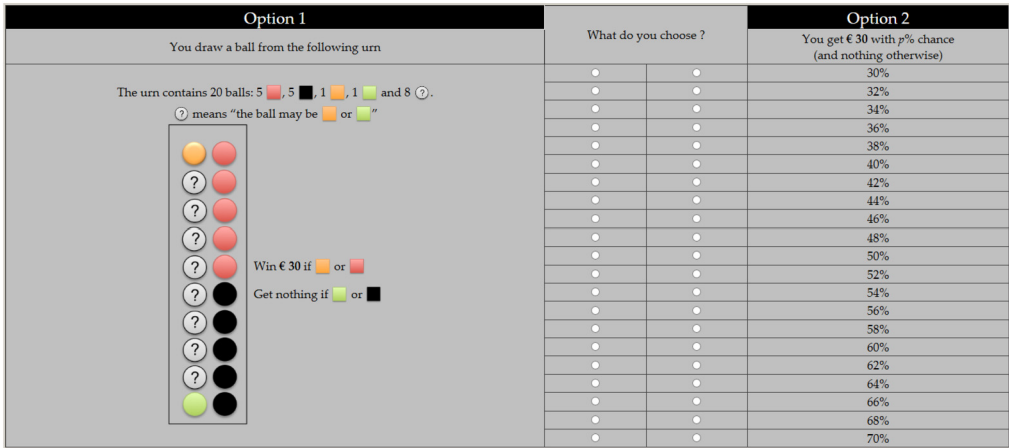 Option 1
You draw a ball from the following urn
What do you choose ?
Option 2
You get € 30 with p% chance
(and nothing otherwise)
The urn contains 20 balls: 5 , 5 , 1 , 1 and 8 ? .
? means "the ball may be or "
?
?
?
?
? Win € 30 if or
? Get nothing if or
?
?
?
30%
32%
34%
36%
38%
40%
42%
44%
46%
48%
50%
52%
54%
56%
58%
60%
62%
64%
66%
68%
70%